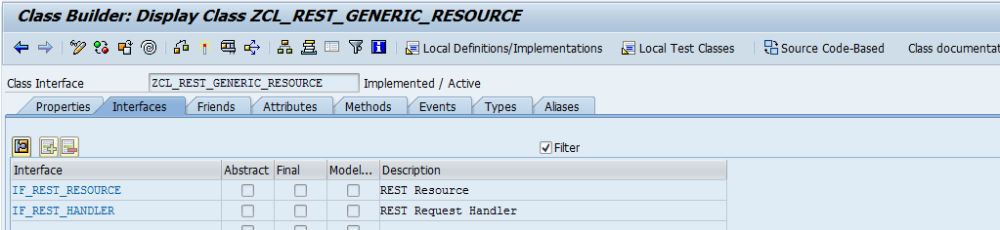 Class Builder: Display Class ZCL_REST_GENERIC_RESOURCE
Local Definitions/Implementations Local Test Classes Source Code-Based Class documentat
Class Interface ZCL_REST_GENERIC_RESOURCE Implemented / Active
Properties Interfaces Friends Attributes Methods Events Types Aliases
Filter
Interface Abstract Final Model... Description
IF_REST_RESOURCE REST Resource
IF_REST_HANDLER REST Request Handler